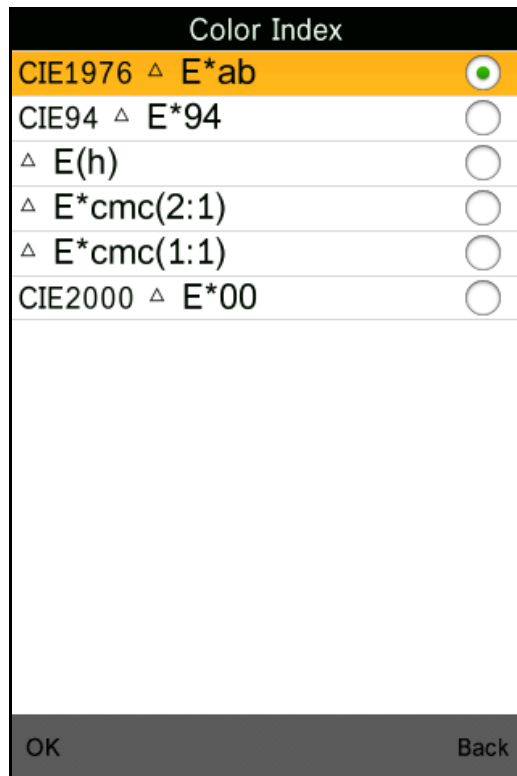 Color Index
CIE1976 △ E*ab
CIE94 △ E*94
△ E(h)
△ E*cmc(2:1)
△ E*cmc(1:1)
CIE2000 △ E*00
OK Back